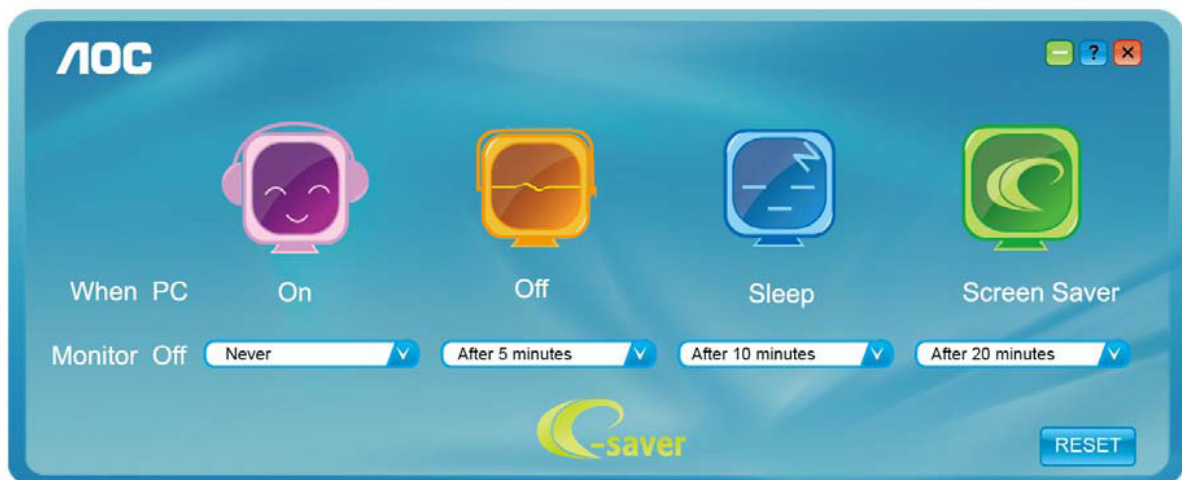 AOC
?
When PC On Off Sleep Screen Saver
Monitor Off Never After 5 minutes After 10 minutes After 20 minutes
e-saver
RESET